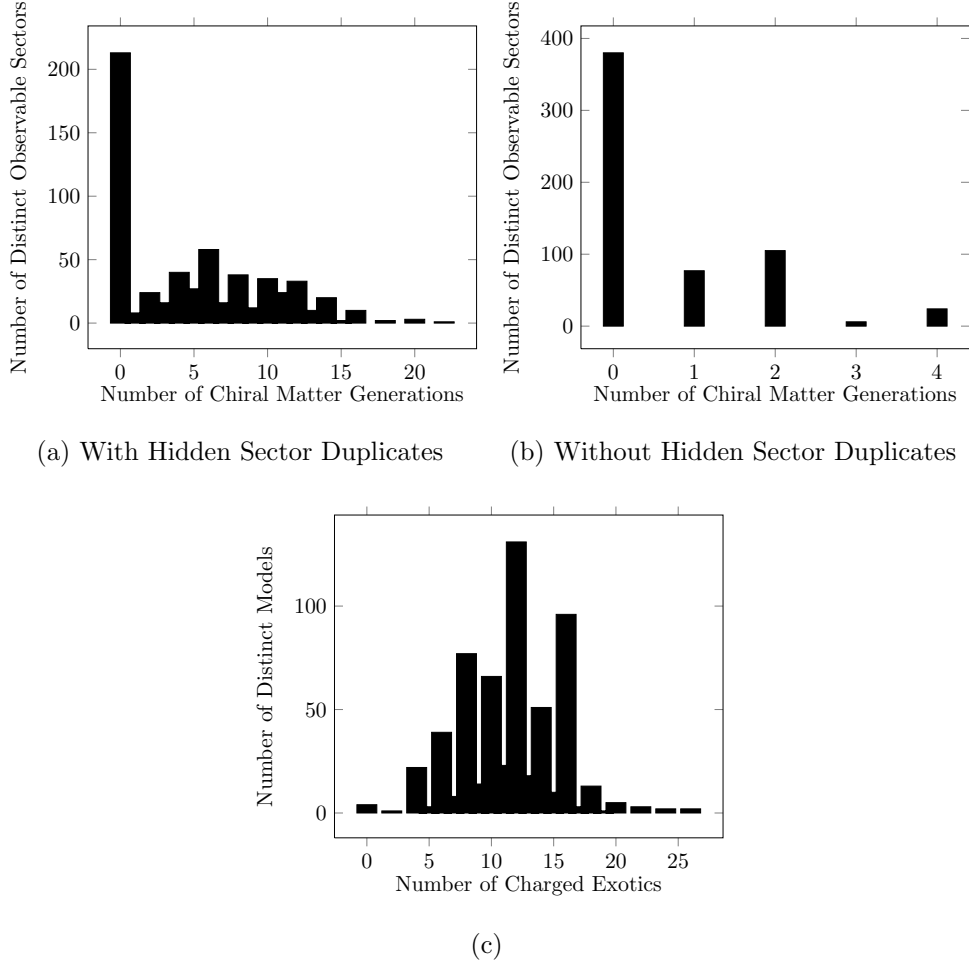 Number of Distinct Observable Sectors
200
150
100
50
0
0 5 10 15 20
Number of Chiral Matter Generations
(a) With Hidden Sector Duplicates
Number of Distinct Observable Sectors
400
300
200
100
0
0 1 2 3 4
Number of Chiral Matter Generations
(b) Without Hidden Sector Duplicates
Number of Distinct Models
100
50
0
0 5 10 15 20 25
Number of Charged Exotics
(c)